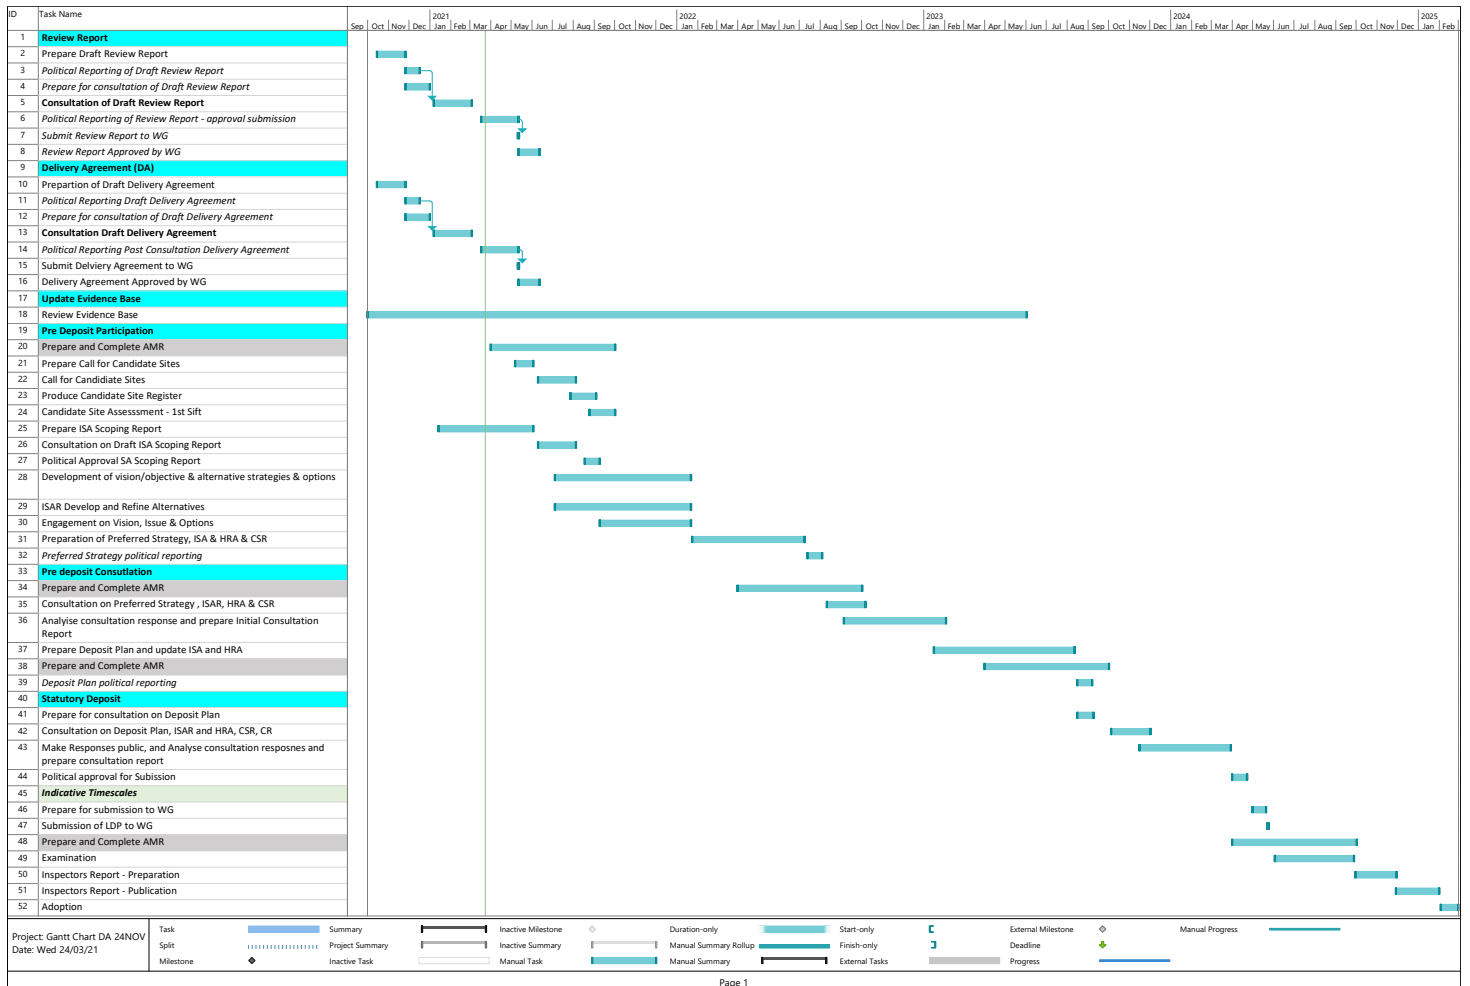 ID Task Name
2021 2022 2023 2024 2025
Sep Oct Nov Dec Jan Feb Mar Apr May Jun Jul Aug Sep Oct Nov Dec Jan Feb Mar Apr May Jun Jul Aug Sep Oct Nov Dec Jan Feb Mar Apr May Jun Jul Aug Sep Oct Nov Dec Jan Feb Mar Apr May Jun Jul Aug Sep Oct Nov Dec Jan Feb
1 Review Report
2 Prepare Draft Review Report
3 Political Reporting of Draft Review Report
4 Prepare for consultation of Draft Review Report
5 Consultation of Draft Review Report
6 Political Reporting of Review Report - approval submission
7 Submit Review Report to WG
8 Review Report Approved by WG
9 Delivery Agreement (DA)
10 Prepartion of Draft Delivery Agreement
11 Political Reporting Draft Delivery Agreement
12 Prepare for consultation of Draft Delivery Agreement
13 Consultation Draft Delivery Agreement
14 Political Reporting Post Consultation Delivery Agreement
15 Submit Delviery Agreement to WG
16 Delivery Agreement Approved by WG
17 Update Evidence Base
18 Review Evidence Base
19 Pre Deposit Participation
20 Prepare and Complete AMR
21 Prepare Call for Candidate Sites
22 Call for Candidiate Sites
23 Produce Candidate Site Register
24 Candidate Site Assesssment - 1st Sift
25 Prepare ISA Scoping Report
26 Consultation on Draft ISA Scoping Report
27 Political Approval SA Scoping Report
28 Development of vision/objective & alternative strategies & options
29 ISAR Develop and Refine Alternatives
30 Engagement on Vision, Issue & Options
31 Preparation of Preferred Strategy, ISA & HRA & CSR
32 Preferred Strategy political reporting
33 Pre deposit Consutlation
34 Prepare and Complete AMR
35 Consultation on Preferred Strategy , ISAR, HRA & CSR
36 Analyise consultation response and prepare Initial Consultation
Report
37 Prepare Deposit Plan and update ISA and HRA
38 Prepare and Complete AMR
39 Deposit Plan political reporting
40 Statutory Deposit
41 Prepare for consultation on Deposit Plan
42 Consultation on Deposit Plan, ISAR and HRA, CSR, CR
43 Make Responses public, and Analyse consultation resposnes and
prepare consultation report
44 Political approval for Subission
45 Indicative Timescales
46 Prepare for submission to WG
47 Submission of LDP to WG
48 Prepare and Complete AMR
49 Examination
50 Inspectors Report - Preparation
51 Inspectors Report - Publication
52 Adoption
Project: Gantt Chart DA 24NOV
Date: Wed 24/03/21
Task Summary Inactive Milestone Duration-only Start-only External Milestone Manual Progress
Split Project Summary Inactive Summary Manual Summary Rollup Finish-only Deadline
Milestone Inactive Task Manual Task Manual Summary External Tasks Progress
Page 1